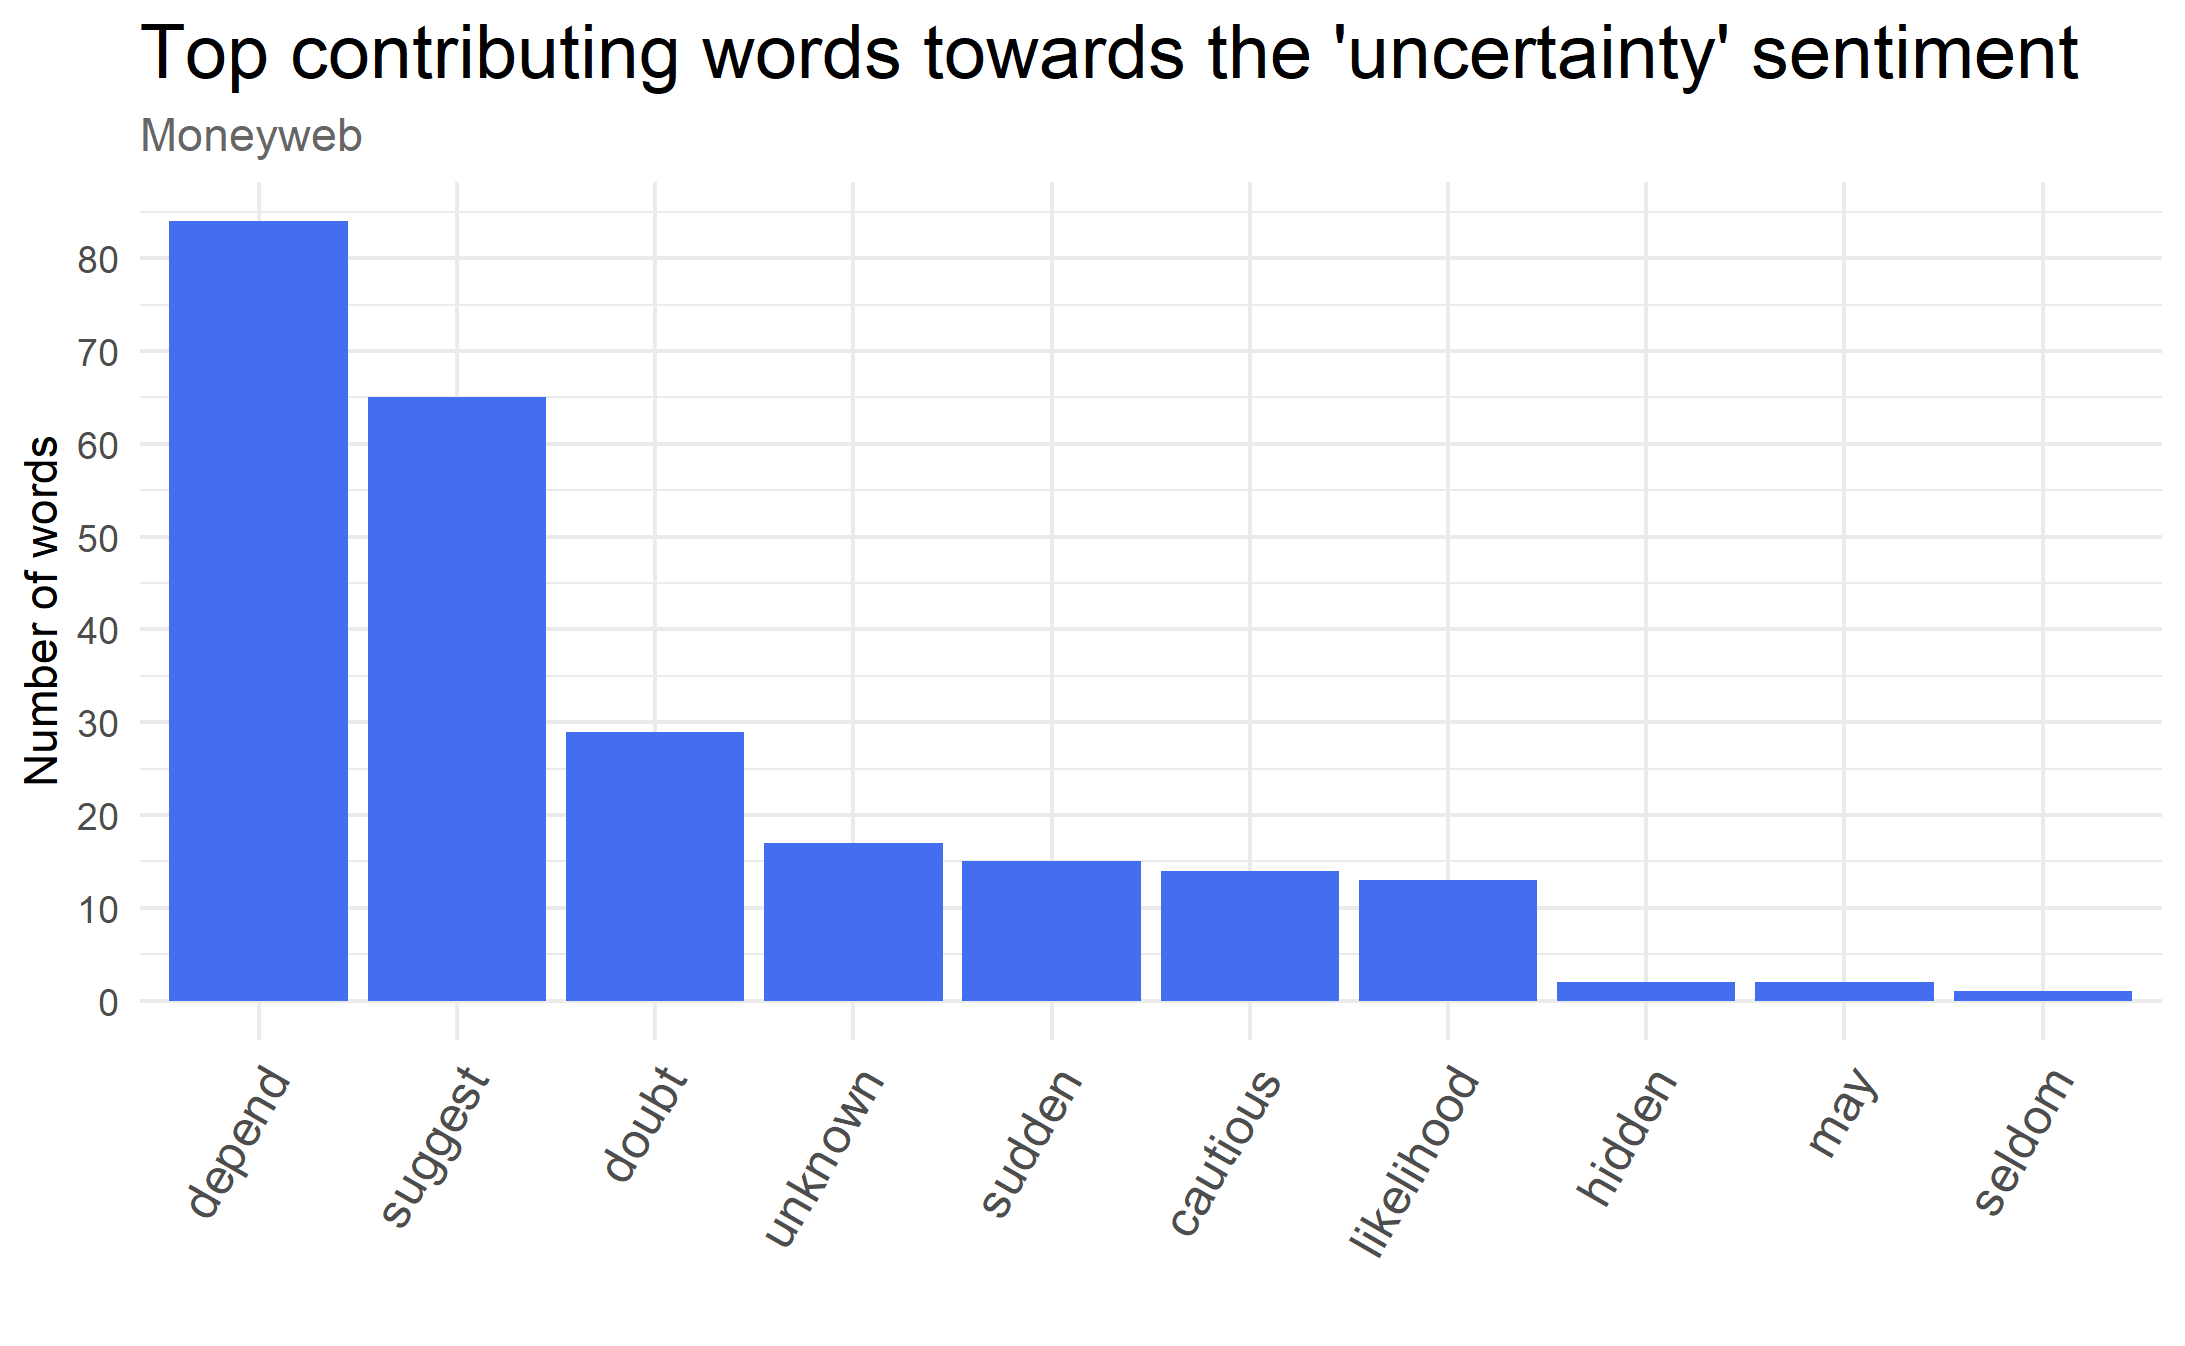 Top contributing words towards the 'uncertainty' sentiment
Moneyweb
Number of words
80
70
60
50
40
30
20
10
0
depend
suggest
doubt
unknown
sudden
cautious
likelihood
hidden
may
seldom